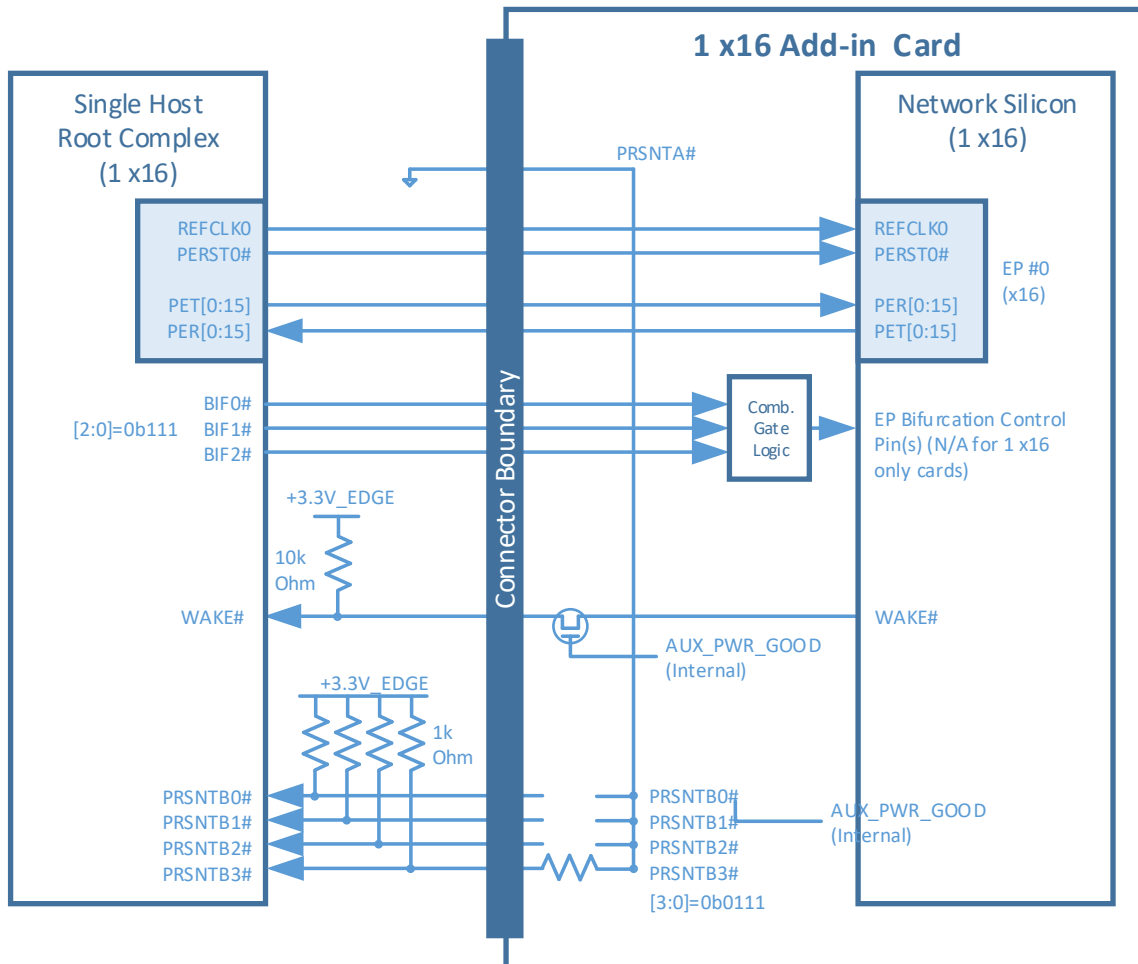 1 x16 Add-in  Card
Single Host
Root Complex
(1 x16)
Network Silicon
(1 x16)
PRSNTA#
REFCLK0
PERST0#
PET[0:15]
PER[0:15]
REFCLK0
PERST0#
PER[0:15]
PET[0:15]
EP #0
(x16)
Connector Boundary
BIF0#
[2:0]=0b111 BIF1#
BIF2#
Comb.
Gate
Logic
EP Bifurcation Control
Pin(s) (N/A for 1 x16
only cards)
+3.3V_EDGE
10k
Ohm
WAKE#
WAKE#
AUX_PWR_GOOD
(Internal)
+3.3V_EDGE
1k
Ohm
PRSNTB0#
PRSNTB1#
PRSNTB2#
PRSNTB3#
PRSNTB0#
PRSNTB1#
PRSNTB2#
PRSNTB3#
[3:0]=0b0111
AUX_PWR_GOOD
(Internal)